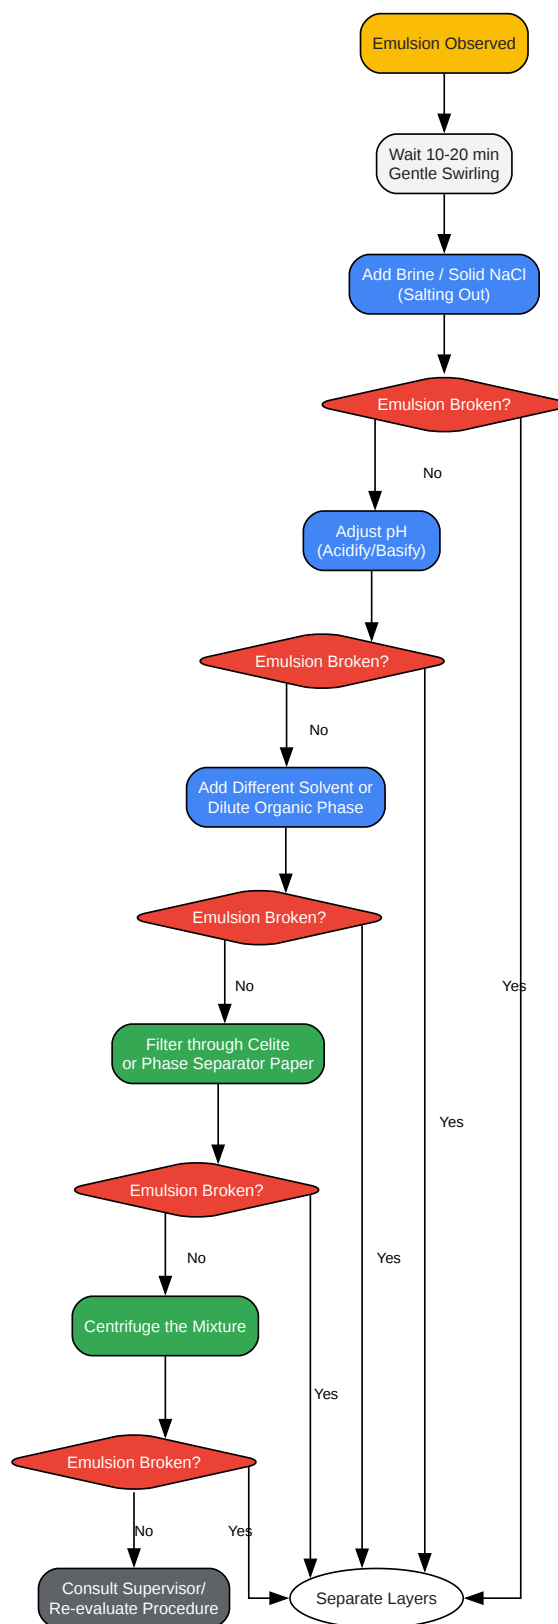 Emulsion Observed
Wait 10-20 min
Gentle Swirling
Add Brine / Solid NaCl
(Salting Out)
Emulsion Broken?
No
Adjust pH
(Acidify/Basify)
Emulsion Broken?
No
Add Different Solvent or
Dilute Organic Phase
Emulsion Broken?
No
Yes
Filter through Celite
or Phase Separator Paper
Yes
Emulsion Broken?
No
Yes
Centrifuge the Mixture
Yes
Emulsion Broken?
No
Yes
Consult Supervisor/
Re-evaluate Procedure
Separate Layers